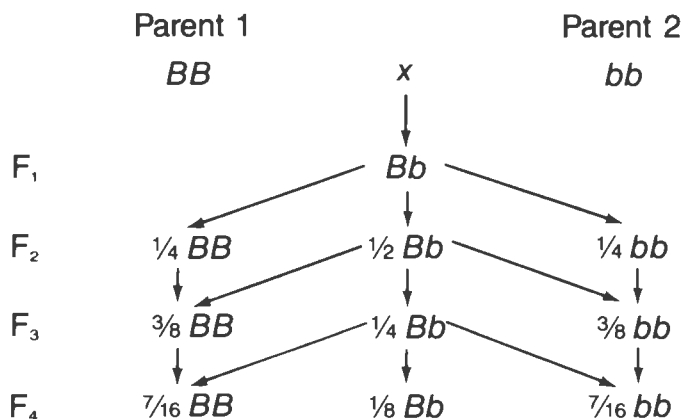 Parent 1 Parent 2
BB x bb
F₁ Bb
F₂ ¼ BB ½ Bb ¼ bb
F₃ ⅜ BB ¼ Bb ⅜ bb
F₄ ⁷⁄₁₆ BB ⅛ Bb ⁷⁄₁₆ bb